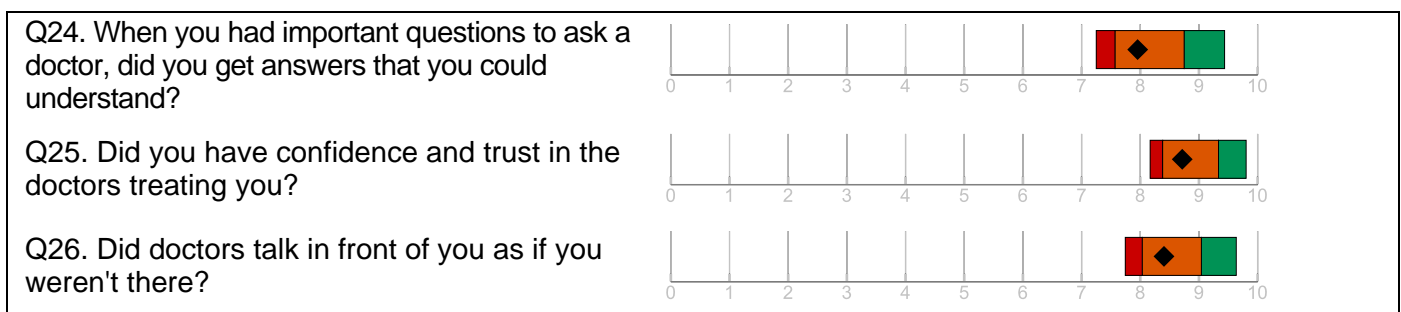 Q24. When you had important questions to ask a
doctor, did you get answers that you could
understand?
0 1 2 3 4 5 6 7 8 9 10
Q25. Did you have confidence and trust in the
doctors treating you?
0 1 2 3 4 5 6 7 8 9 10
Q26. Did doctors talk in front of you as if you
weren't there?
0 1 2 3 4 5 6 7 8 9 10